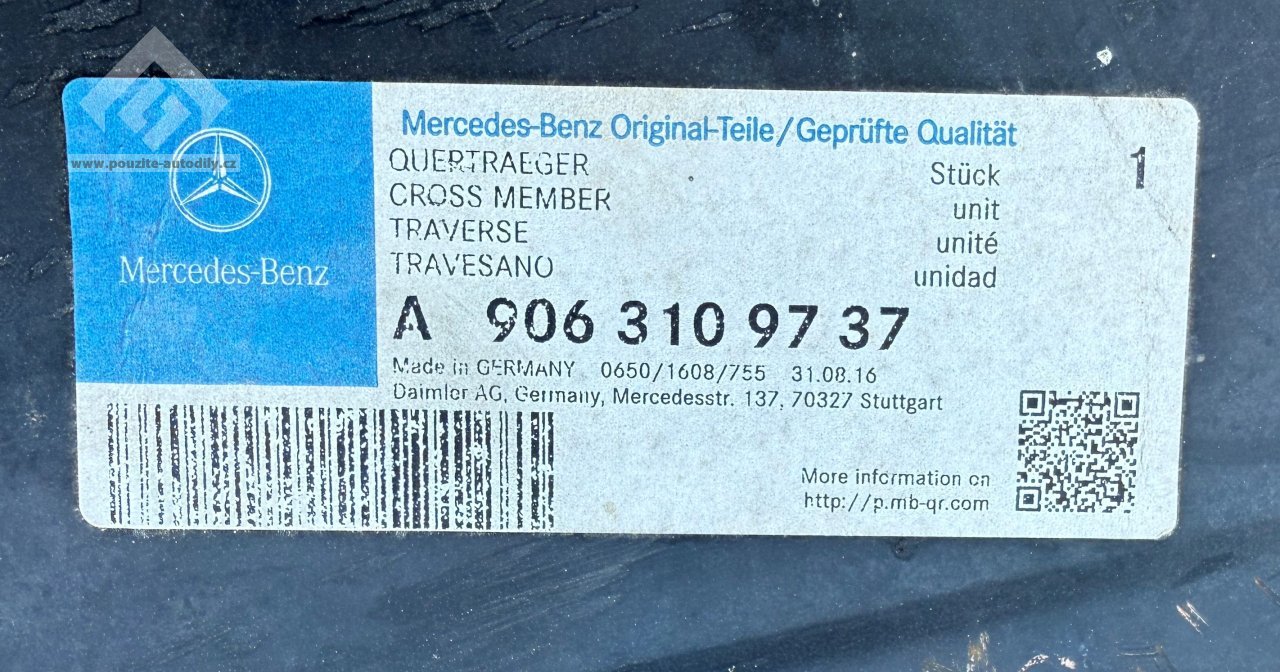 www.pouzite-autodily.cz
Mercedes-Benz
Mercedes-Benz Original-Teile/Geprüfte Qualität
QUERTRAEGER Stück 1
CROSS MEMBER unit
TRAVERSE unité
TRAVESANO unidad
A 906 310 97 37
Made in GERMANY 0650/1608/755 31.08.16
Daimler AG, Germany, Mercedesstr. 137, 70327 Stuttgart
More information on
http://p.mb-qr.com